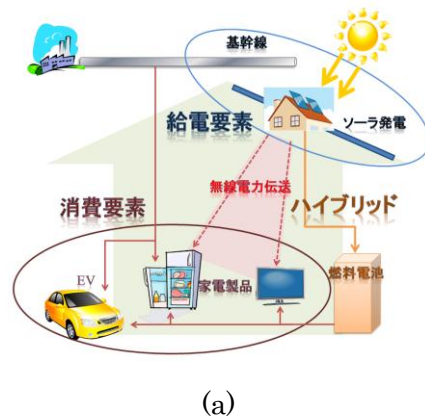 基幹線
給電要素
ソーラ発電
無線電力伝送
消費要素
ハイブリッド
EV
家電製品
燃料電池
(a)